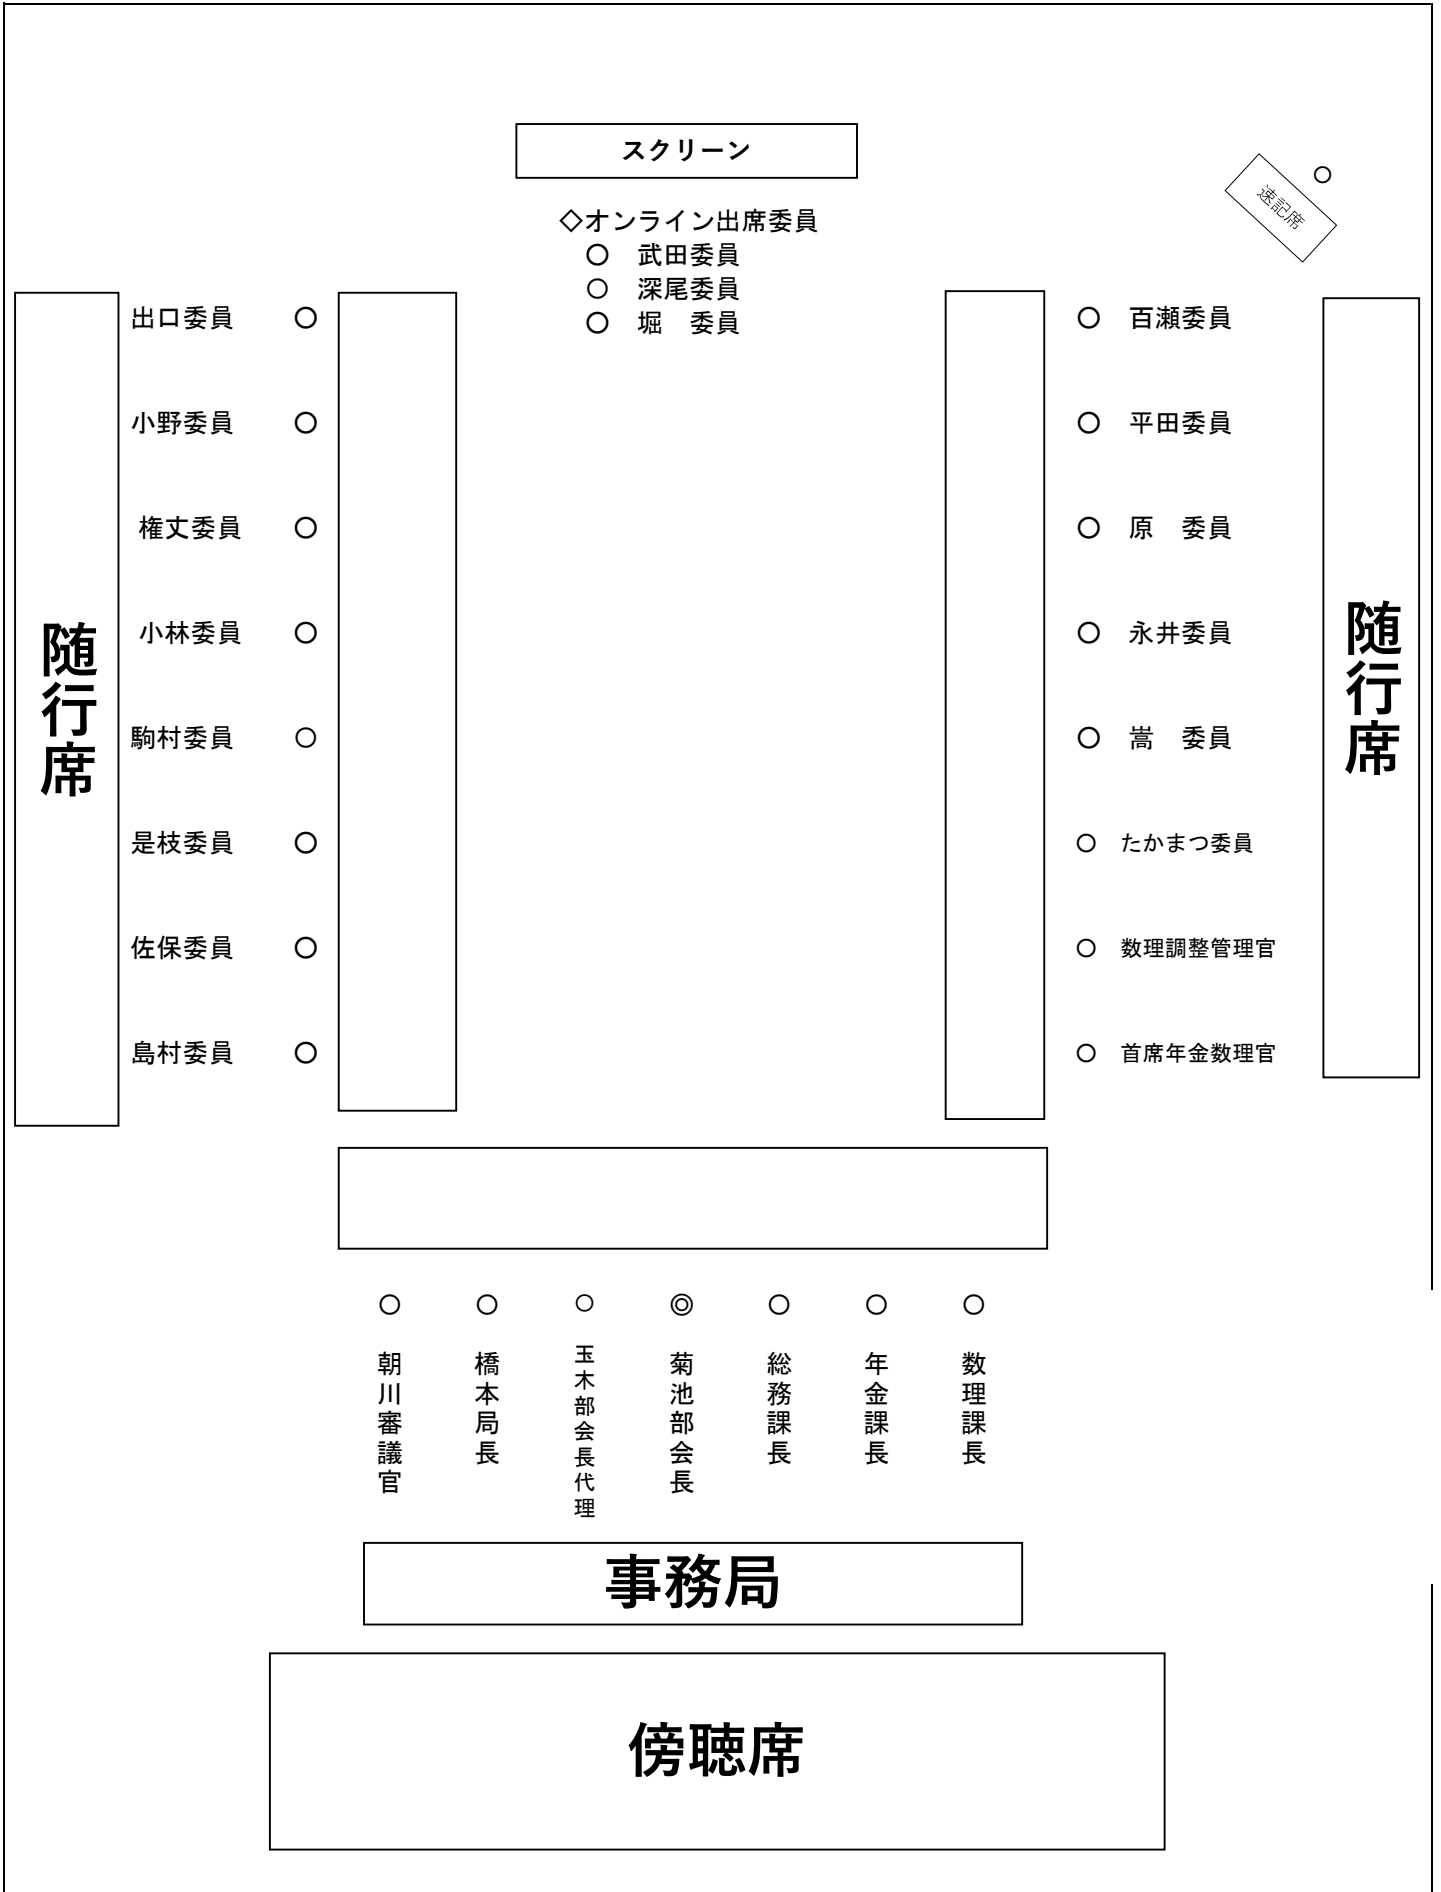 スクリーン
速記席
◇オンライン出席委員
○　武田委員
○　深尾委員
○　堀　委員
随行席
出口委員　○
小野委員　○
権丈委員　○
小林委員　○
駒村委員　○
是枝委員　○
佐保委員　○
島村委員　○
○　百瀬委員
○　平田委員
○　原　委員
○　永井委員
○　嵩　委員
○　たかまつ委員
○　数理調整管理官
○　首席年金数理官
随行席
○　朝川審議官
○　橋本局長
○　玉木部会長代理
◎　菊池部会長
○　総務課長
○　年金課長
○　数理課長
事務局
傍聴席